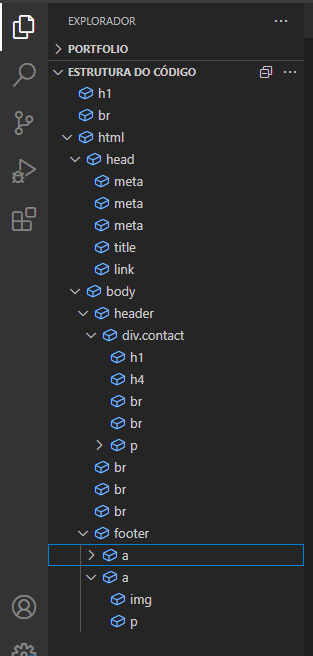 EXPLORADOR
PORTFOLIO
ESTRUTURA DO CÓDIGO
h1
br
html
head
meta
meta
meta
title
link
body
header
div.contact
h1
h4
br
br
p
br
br
br
footer
a
a
img
p